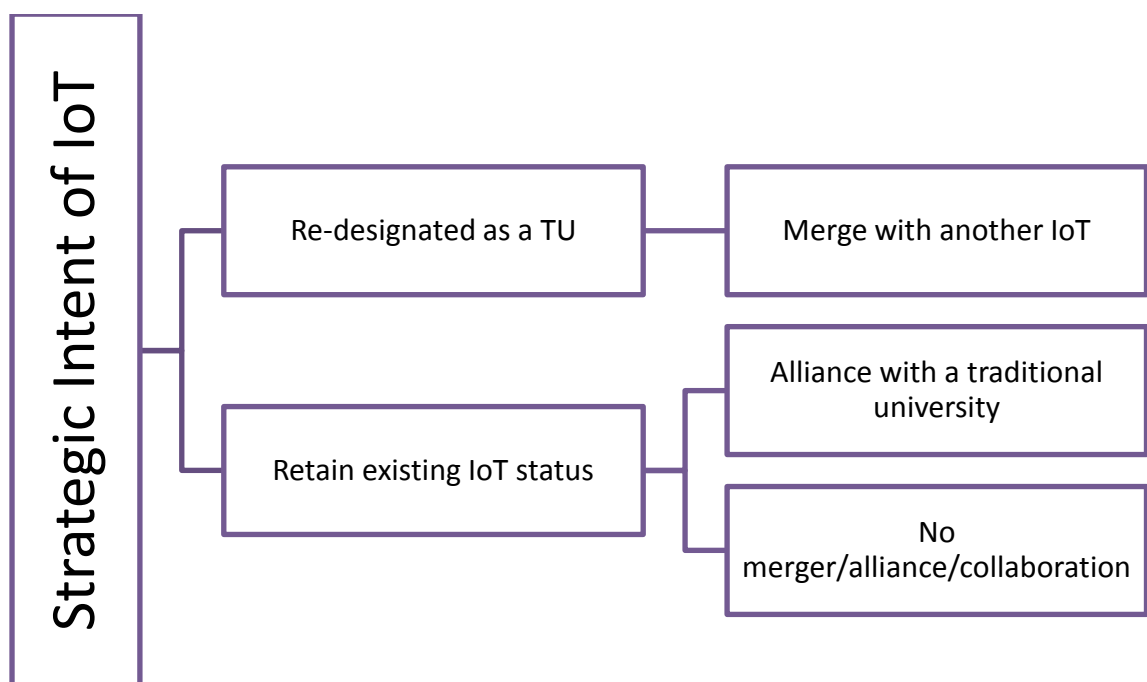 Strategic Intent of IoT
Re-designated as a TU
Merge with another IoT
Retain existing IoT status
Alliance with a traditional
university
No
merger/alliance/collaboration